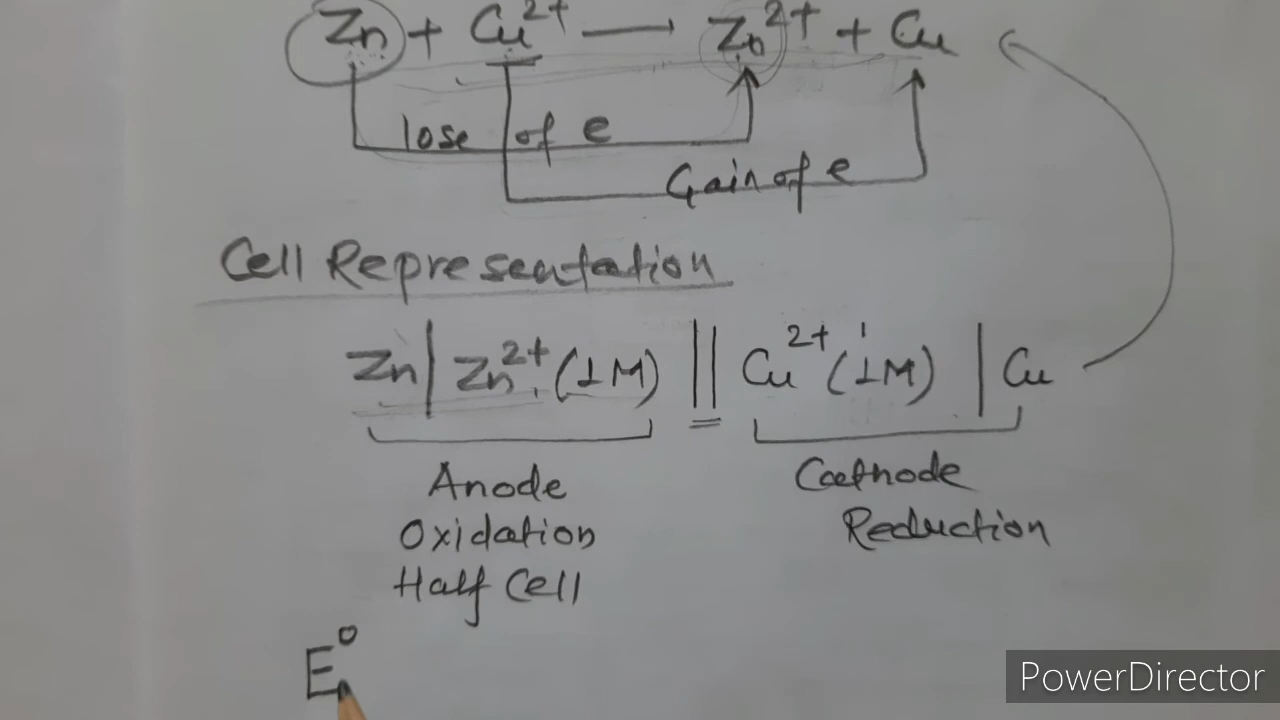 Zn + Cu²⁺ ⟶ Zn²⁺ + Cu
lose of e
Gain of e
Cell Representation
Zn | Zn²⁺ (1M) || Cu²⁺ (1M) | Cu
Anode
Cathode
Oxidation
Reduction
Half Cell
E⁰
PowerDirector